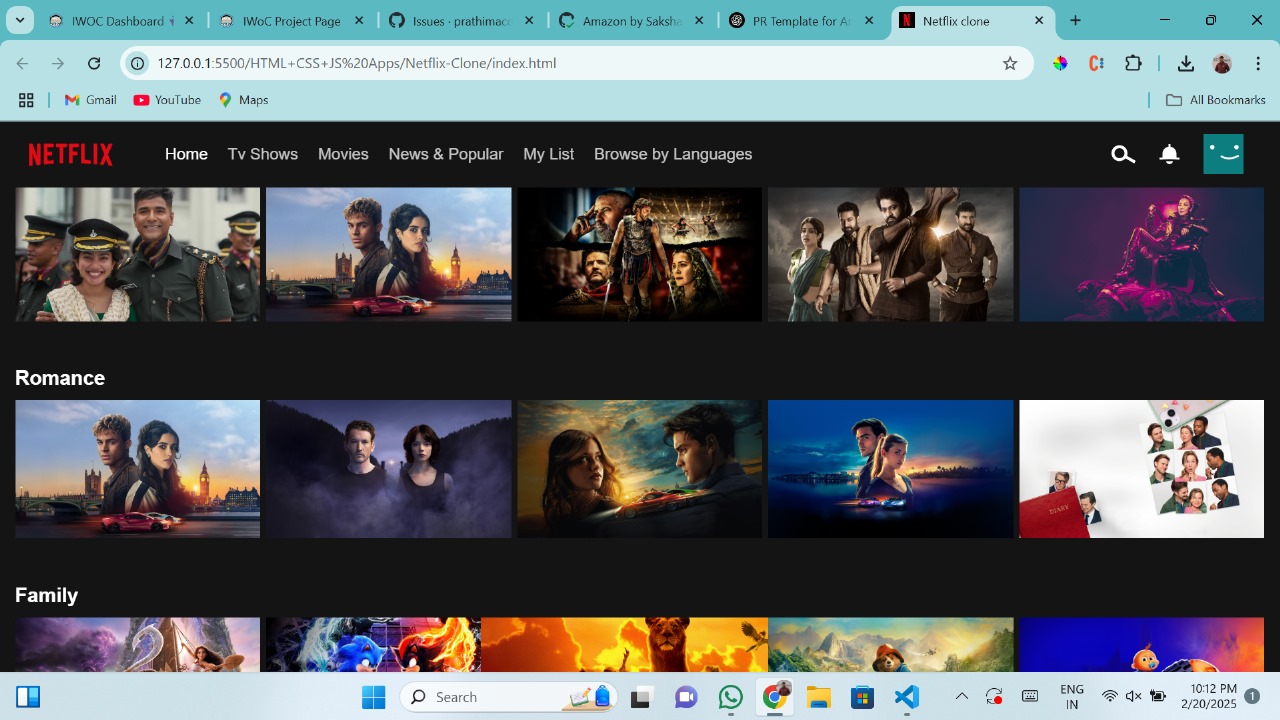 IWOC Dashboard
IWoC Project Page
Issues · prathimaco
Amazon by Saksha
PR Template for A
Netflix clone
127.0.0.1:5500/HTML+CSS+JS%20Apps/Netflix-Clone/index.html
Gmail
YouTube
Maps
All Bookmarks
NETFLIX
Home
Tv Shows
Movies
News & Popular
My List
Browse by Languages
Romance
DIARY
Family
Search
ENG
IN
10:12 PM
2/20/2025
1